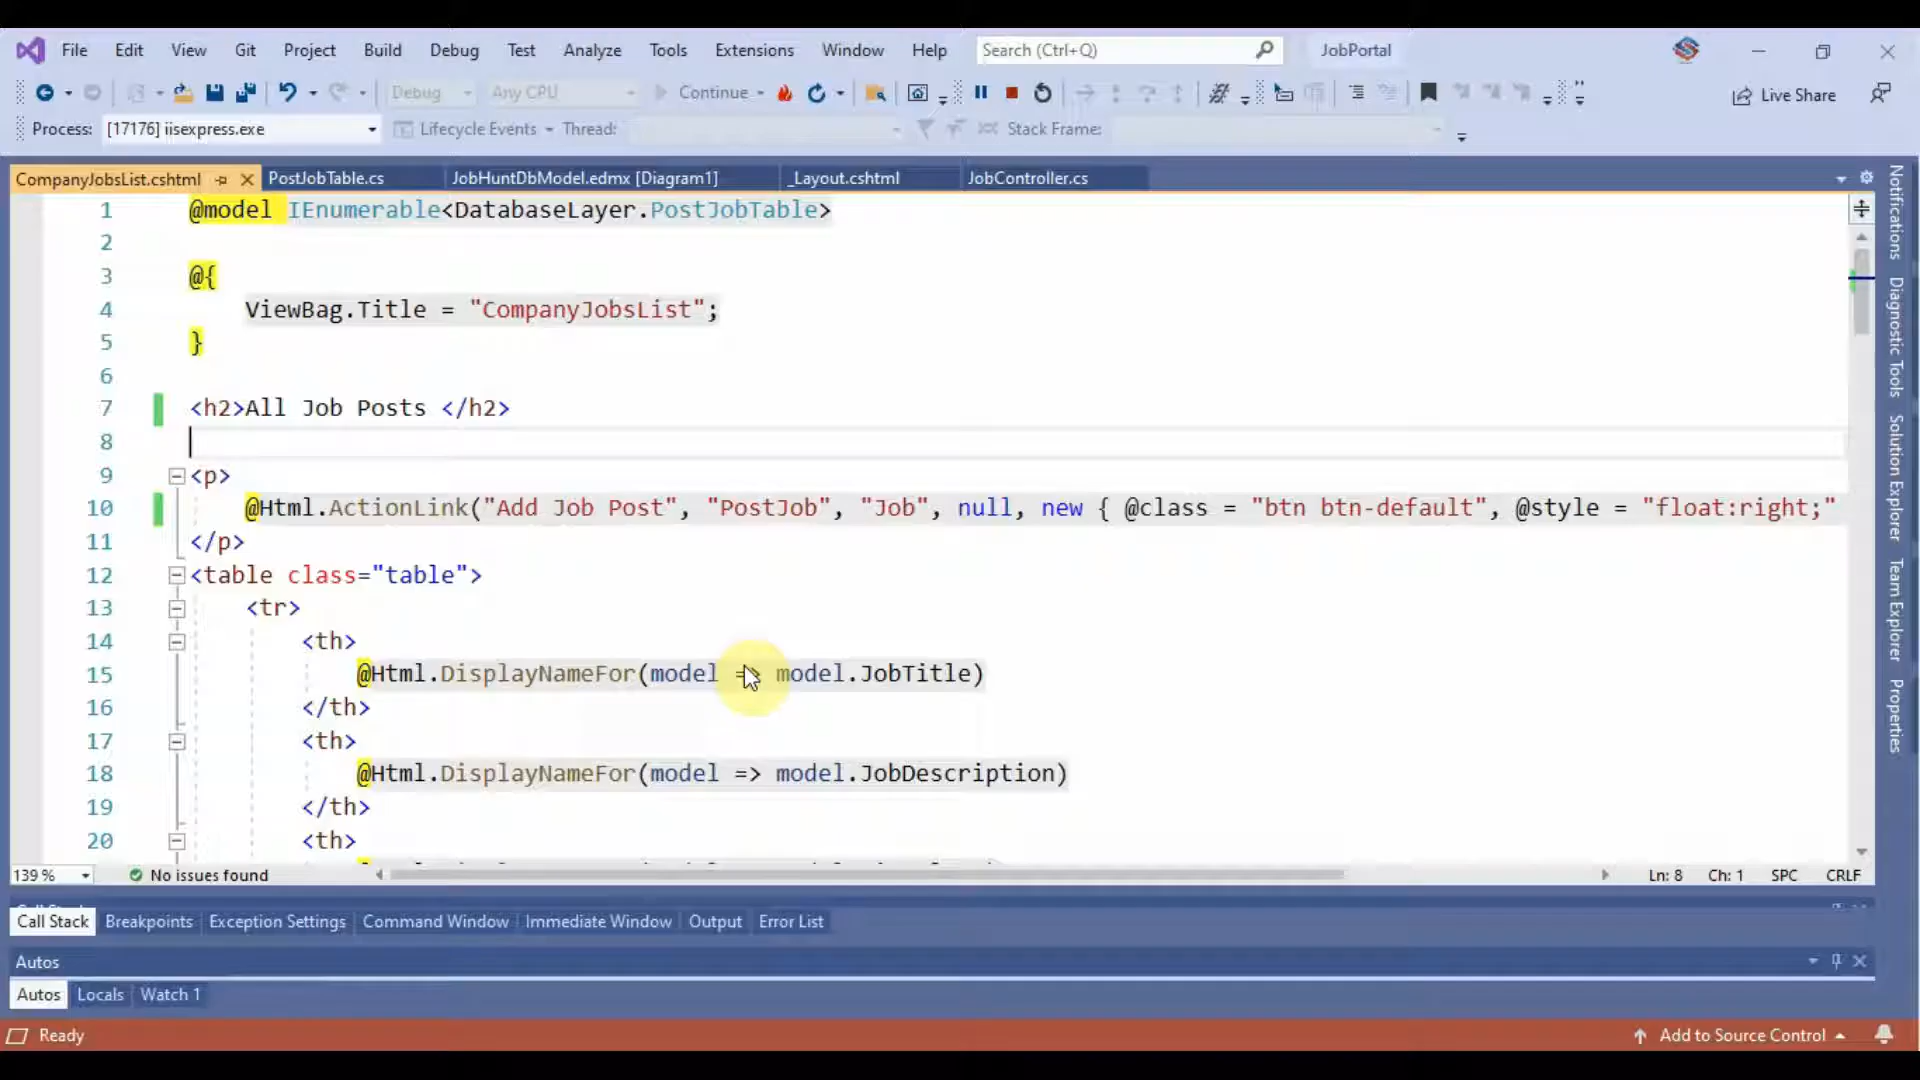 File Edit View Git Project Build Debug Test Analyze Tools Extensions Window Help Search (Ctrl+Q) JobPortal
Debug Any CPU Continue Live Share
Process: [17176] iisexpress.exe Lifecycle Events Thread: Stack Frame:
CompanyJobsList.cshtml PostJobTable.cs JobHuntDbModel.edmx [Diagram1] _Layout.cshtml JobController.cs
1 @model IEnumerable<DatabaseLayer.PostJobTable>
2
3 @{
4 ViewBag.Title = "CompanyJobsList";
5 }
6
7 <h2>All Job Posts </h2>
8
9 <p>
10 @Html.ActionLink("Add Job Post", "PostJob", "Job", null, new { @class = "btn btn-default", @style = "float:right;"
11 </p>
12 <table class="table">
13 <tr>
14 <th>
15 @Html.DisplayNameFor(model => model.JobTitle)
16 </th>
17 <th>
18 @Html.DisplayNameFor(model => model.JobDescription)
19 </th>
20 <th>
139 % No issues found Ln: 8 Ch: 1 SPC CRLF
Call Stack Breakpoints Exception Settings Command Window Immediate Window Output Error List
Autos
Autos Locals Watch 1
Ready Add to Source Control
Notifications
Diagnostic Tools
Solution Explorer
Team Explorer
Properties